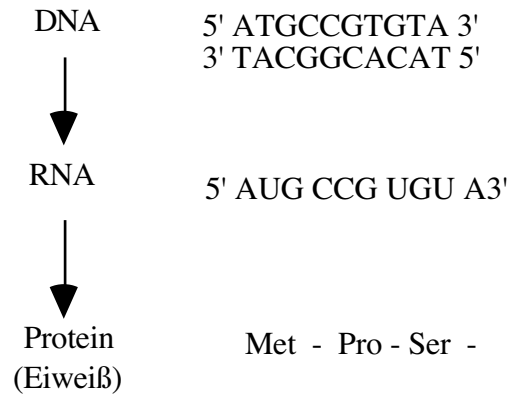 DNA 5' ATGCCGTGTA 3'
3' TACGGCACAT 5'
RNA 5' AUG CCG UGU A3'
Protein Met - Pro - Ser -
(Eiweiß)